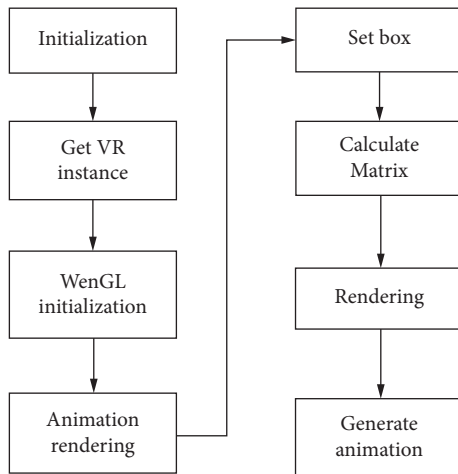 Initialization
Get VR
instance
WenGL
initialization
Animation
rendering
Set box
Calculate
Matrix
Rendering
Generate
animation